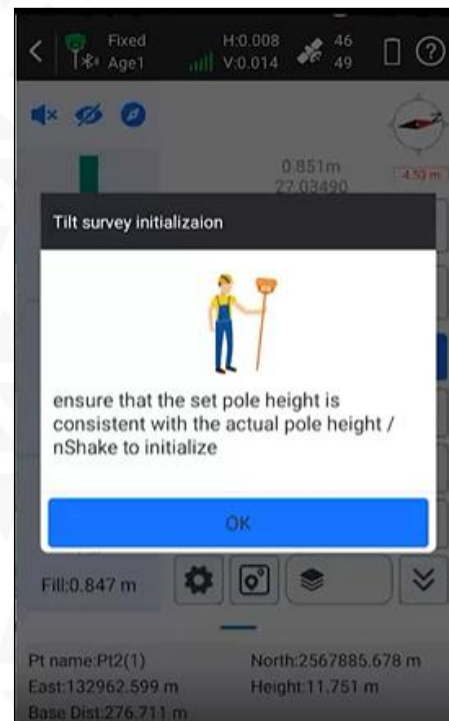 Fixed H:0.008 46
Age1 V:0.014 49
0.851m
27.03490
4.50 m
Tilt survey initializaion
ensure that the set pole height is
consistent with the actual pole height /
nShake to initialize
OK
Fill:0.847 m
Pt name:Pt2(1) North:2567885.678 m
East:132962.599 m Height:11.751 m
Base Dist:276.711 m